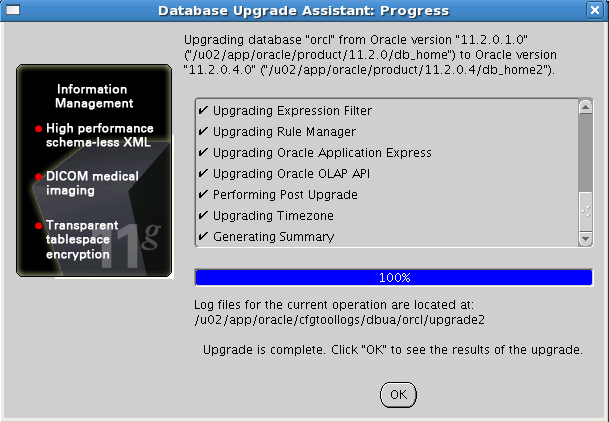 Database Upgrade Assistant: Progress
Upgrading database "orcl" from Oracle version "11.2.0.1.0"
("/u02/app/oracle/product/11.2.0/db_home") to Oracle version
"11.2.0.4.0" ("/u02/app/oracle/product/11.2.0.4/db_home2").
Information
Management
High performance
schema-less XML
DICOM medical
imaging
Transparent
tablespace
encryption
11g
✔ Upgrading Expression Filter
✔ Upgrading Rule Manager
✔ Upgrading Oracle Application Express
✔ Upgrading Oracle OLAP API
✔ Performing Post Upgrade
✔ Upgrading Timezone
✔ Generating Summary
100%
Log files for the current operation are located at:
/u02/app/oracle/cfgtoollogs/dbua/orcl/upgrade2
Upgrade is complete. Click "OK" to see the results of the upgrade.
OK